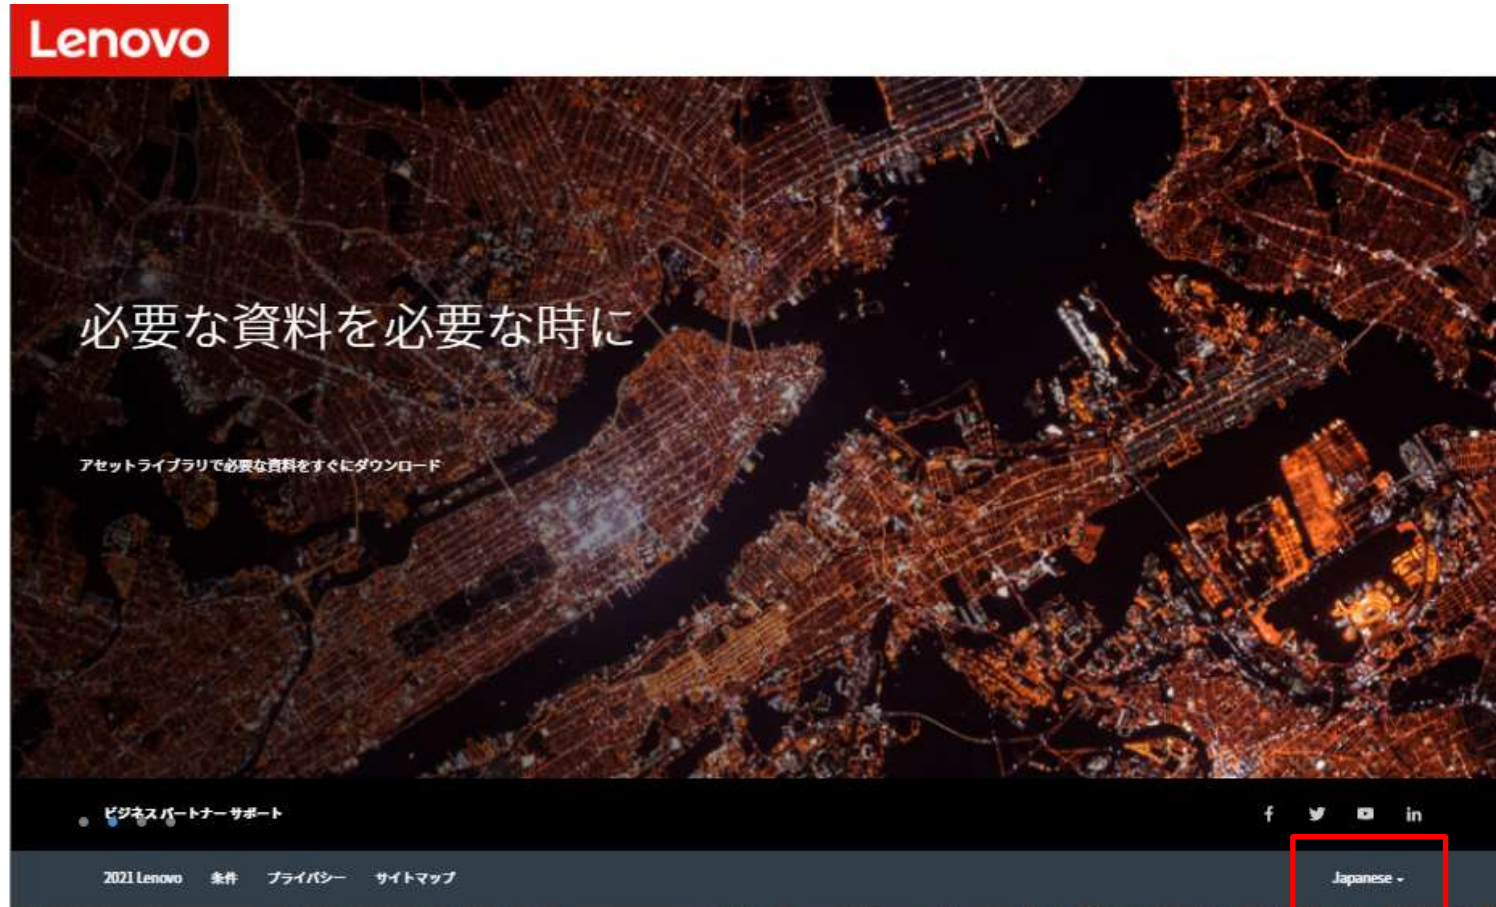 Lenovo
必要な資料を必要な時に
アセットライブラリで必要な資料をすぐにダウンロード
ビジネス パートナー サポート
f in
2021 Lenovo 条件 プライバシー サイトマップ Japanese